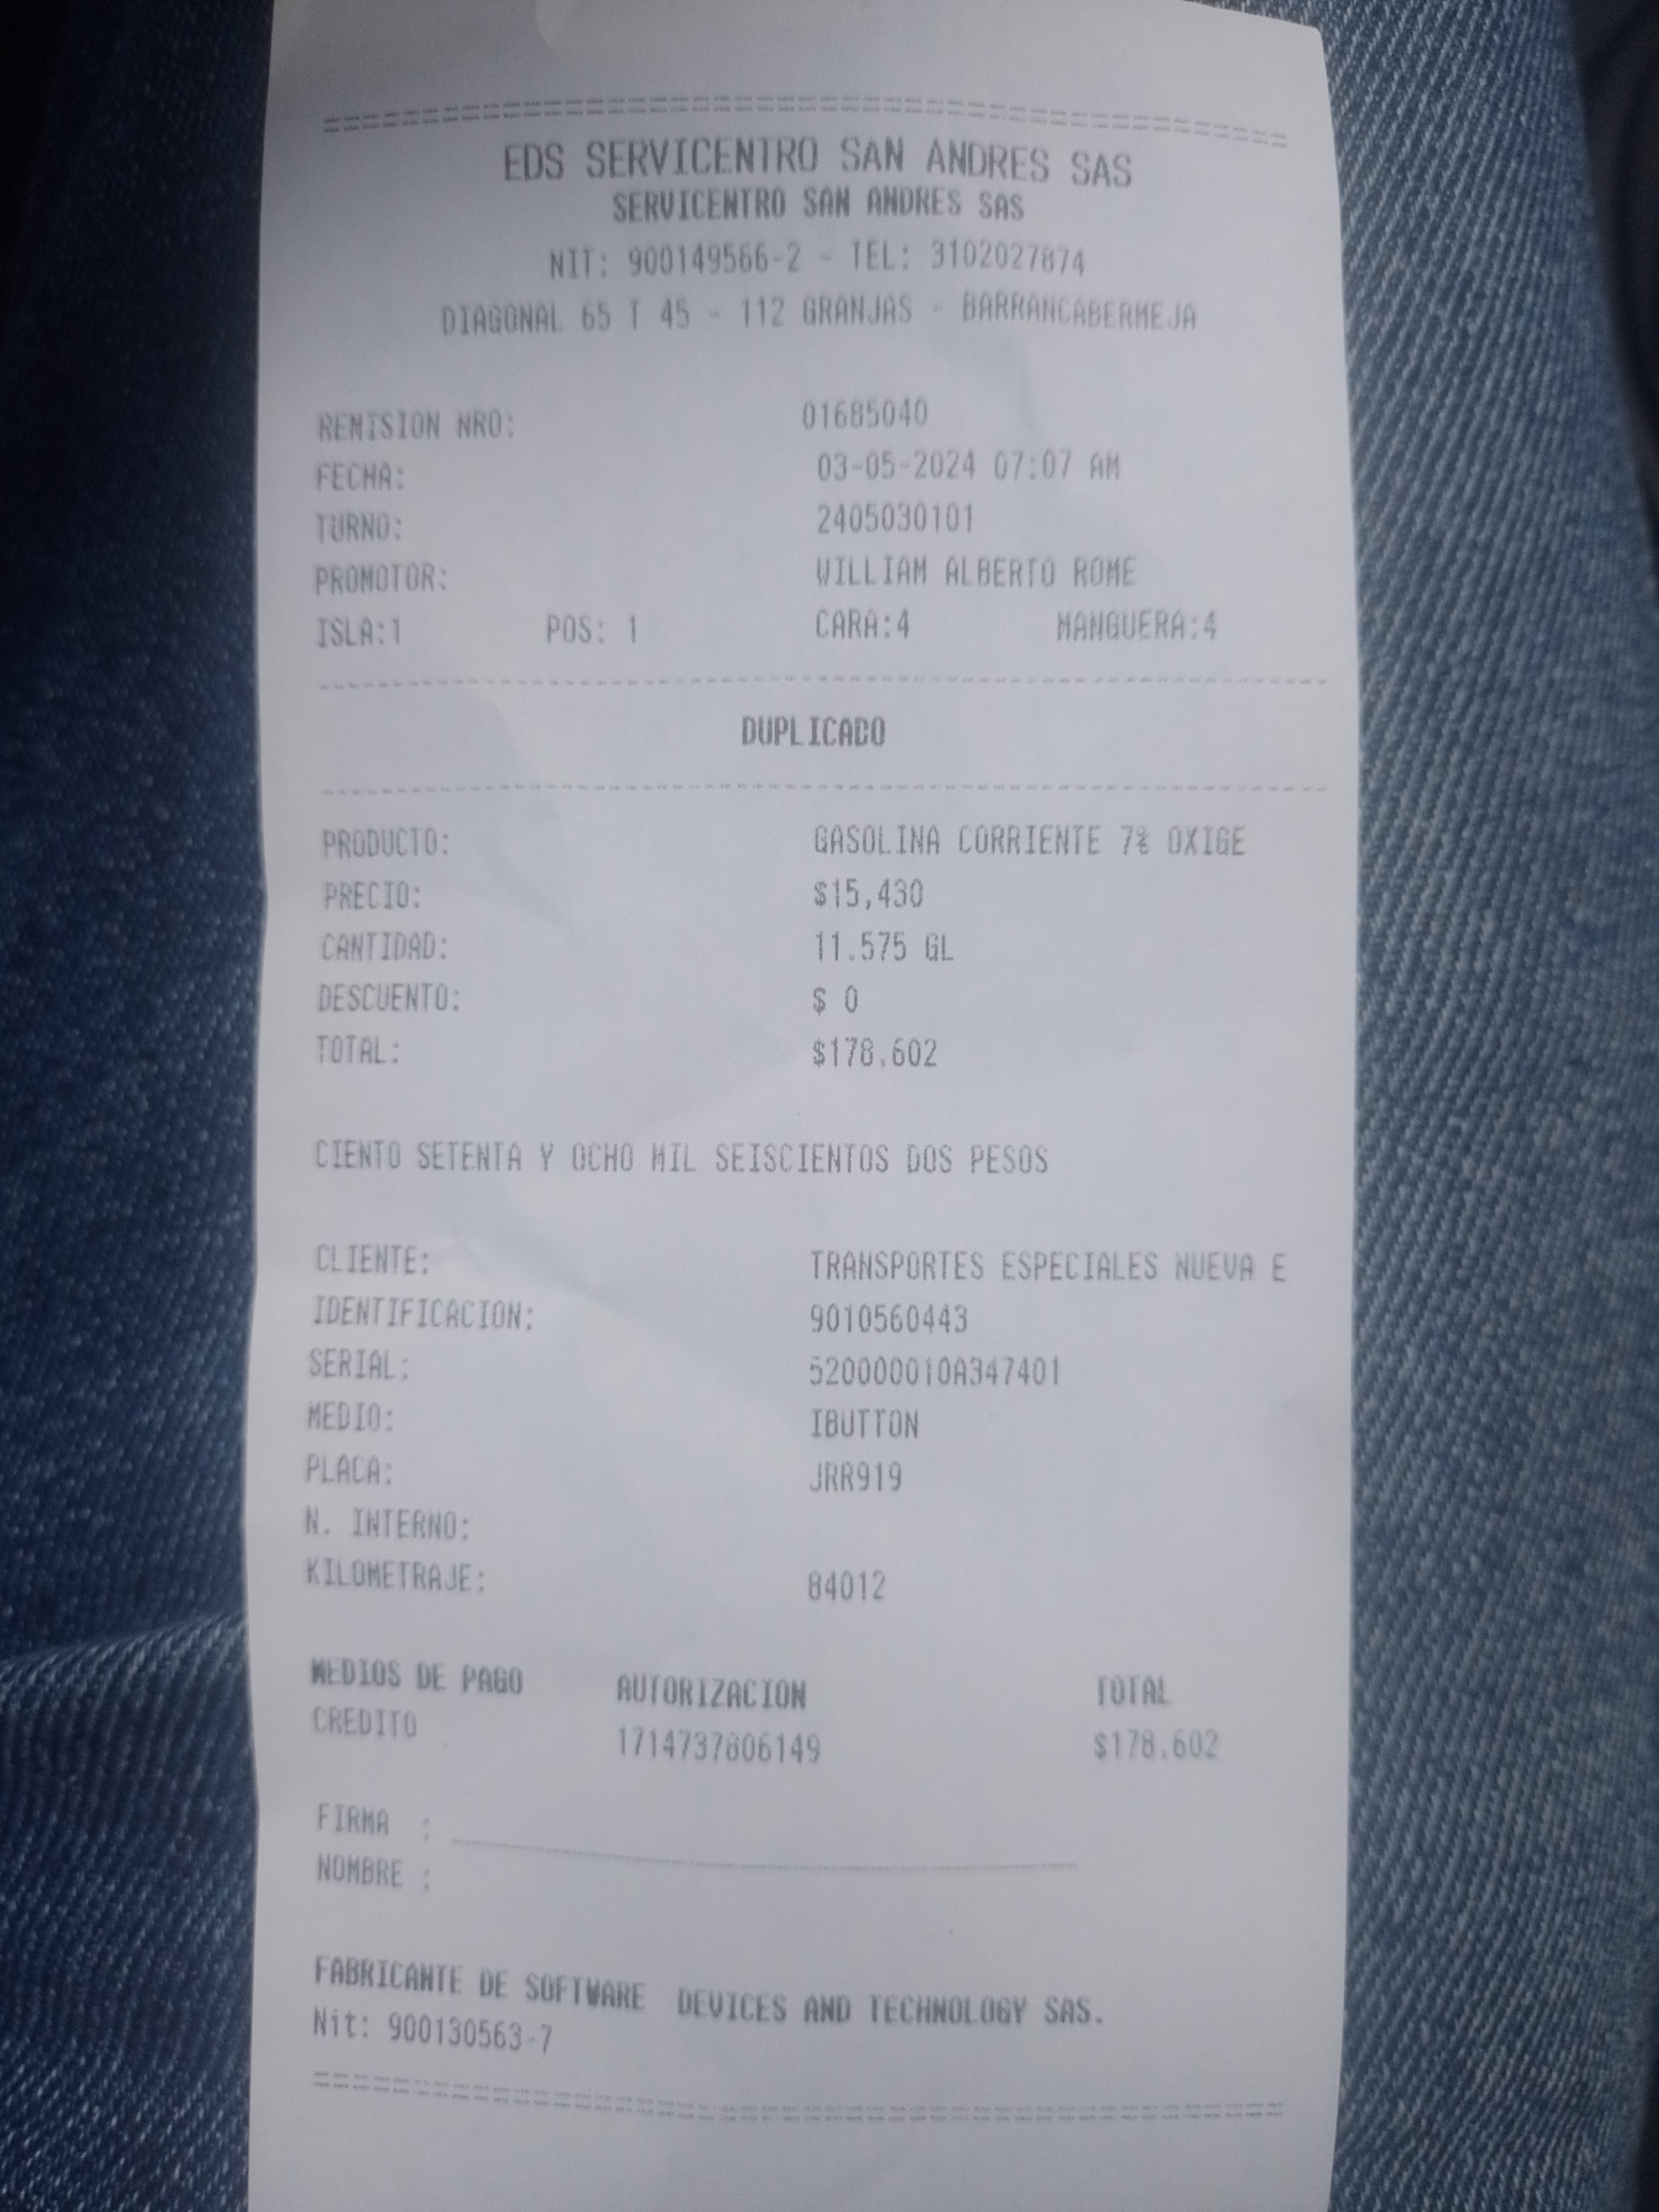 EDS SERVICENTRO SAN ANDRES SAS
SERVICENTRO SAN ANDRES SAS
NIT: 900149566-2 - TEL: 3102027874
DIAGONAL 65 T 45 - 112 GRANJAS - BARRANCABERMEJA
REMISION NRO: 01685040
FECHA: 03-05-2024 07:07 AM
TURNO: 2405030101
PROMOTOR: WILLIAM ALBERTO ROME
ISLA:1 POS: 1 CARA:4 MANGUERA:4
DUPLICADO
PRODUCTO: GASOLINA CORRIENTE 7% OXIGE
PRECIO: $15,430
CANTIDAD: 11.575 GL
DESCUENTO: $ 0
TOTAL: $178,602
CIENTO SETENTA Y OCHO MIL SEISCIENTOS DOS PESOS
CLIENTE: TRANSPORTES ESPECIALES NUEVA E
IDENTIFICACION: 9010560443
SERIAL: 520000010A347401
MEDIO: IBUTTON
PLACA: JRR919
N. INTERNO:
KILOMETRAJE: 84012
MEDIOS DE PAGO AUTORIZACION TOTAL
CREDITO 1714737806149 $178,602
FIRMA :
NOMBRE :
FABRICANTE DE SOFTWARE DEVICES AND TECHNOLOGY SAS.
Nit: 900130563-7